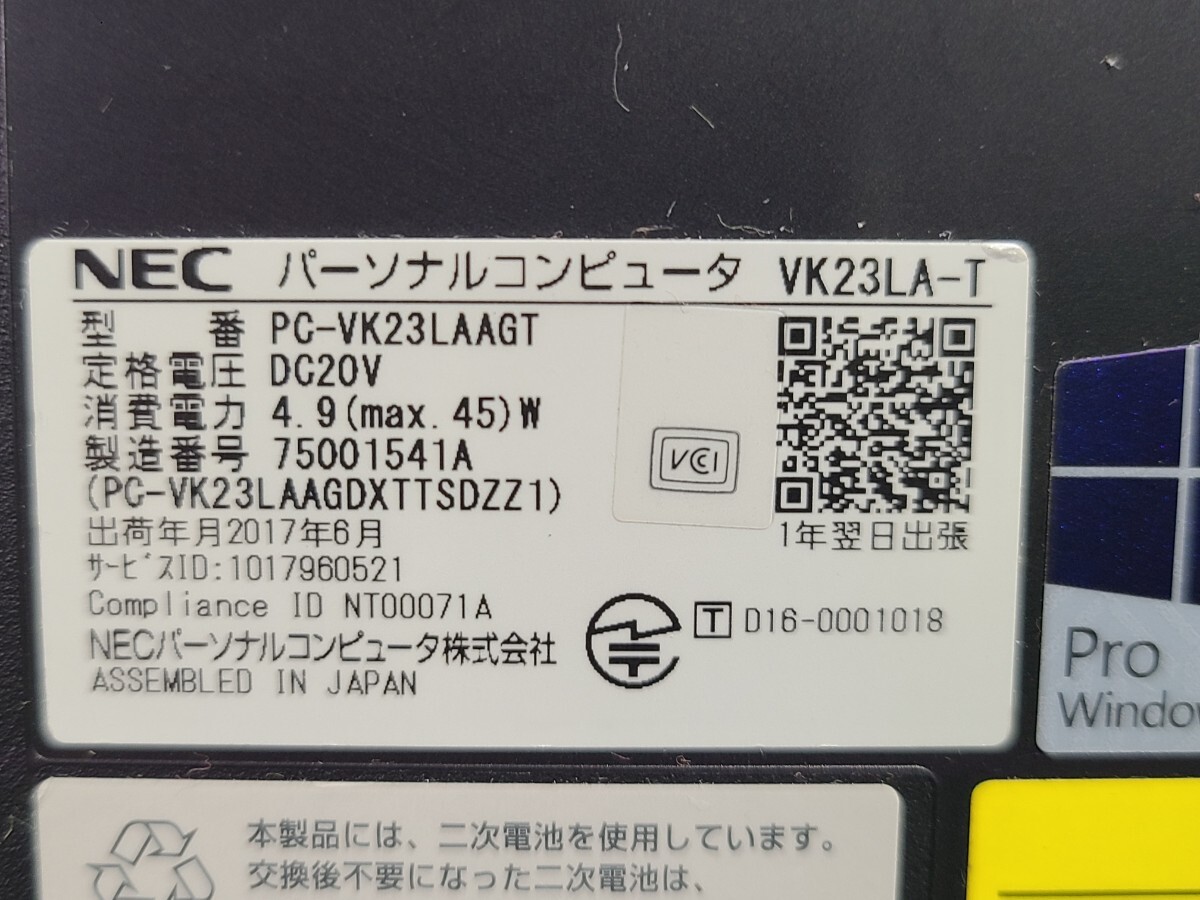 NEC パーソナルコンピュータ VK23LA-T
型 番 PC-VK23LAAGT
定格電圧 DC20V
消費電力 4.9(max.45)W
製造番号 75001541A
(PC-VK23LAAGDXTTSDZZ1)
出荷年月2017年6月
サービスID:1017960521
Compliance ID NT00071A
NECパーソナルコンピュータ株式会社
ASSEMBLED IN JAPAN
VCI
1年翌日出張
T D16-0001018
Pro
本製品には、二次電池を使用しています。
交換後不要になった二次電池は、